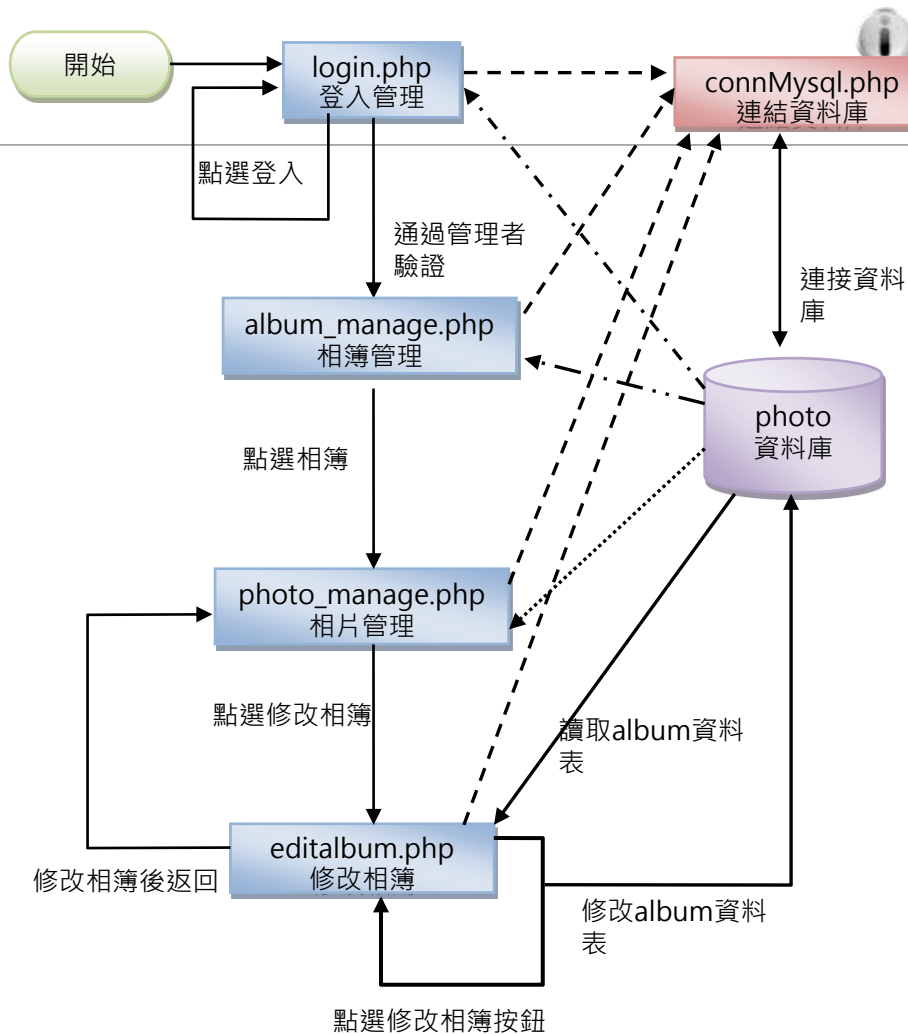 開始
login.php
登入管理
connMysql.php
連結資料庫
點選登入
通過管理者
驗證
連接資料
庫
album_manage.php
相簿管理
photo
資料庫
點選相簿
photo_manage.php
相片管理
點選修改相簿
讀取album資料
表
editalbum.php
修改相簿
修改相簿後返回
修改album資料
表
點選修改相簿按鈕